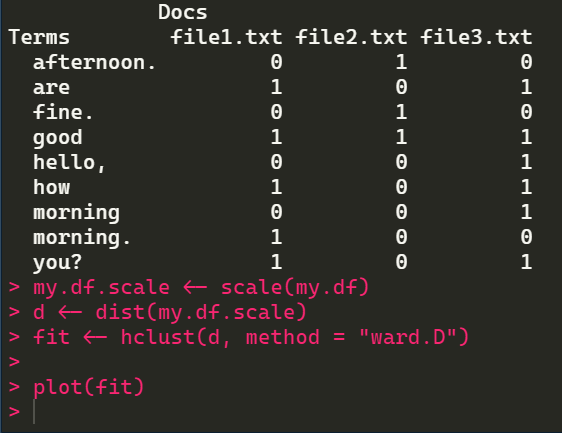 Docs
Terms file1.txt file2.txt file3.txt
afternoon. 0 1 0
are 1 0 1
fine. 0 1 0
good 1 1 1
hello, 0 0 1
how 1 0 1
morning 0 0 1
morning. 1 0 0
you? 1 0 1
> my.df.scale <- scale(my.df)
> d <- dist(my.df.scale)
> fit <- hclust(d, method = "ward.D")
>
> plot(fit)
>